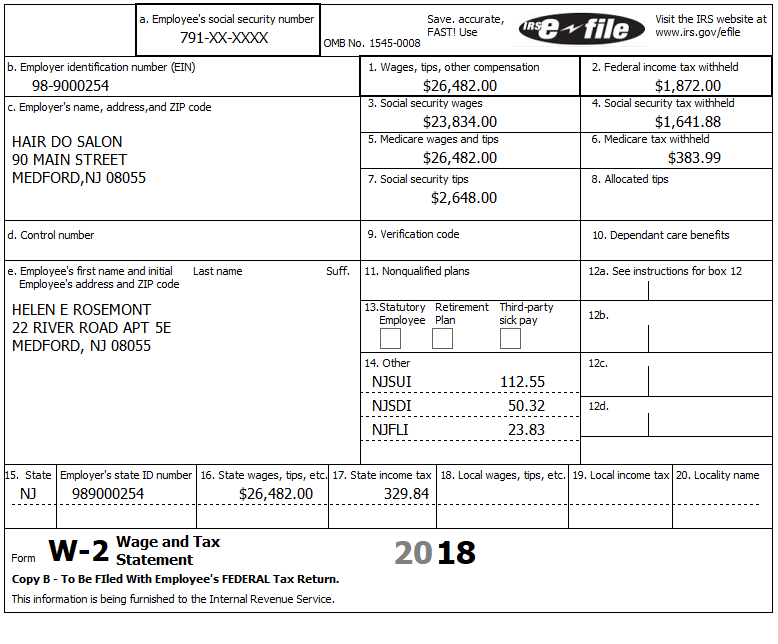 a. Employee's social security number
791-XX-XXXX
OMB No. 1545-0008
Save. accurate,
FAST! Use
IRS e ~ file
Visit the IRS website at
www.irs.gov/efile
b. Employer identification number (EIN)
98-9000254
1. Wages, tips, other compensation
$26,482.00
2. Federal income tax withheld
$1,872.00
c. Employer's name, address,and ZIP code
HAIR DO SALON
90 MAIN STREET
MEDFORD,NJ 08055
3. Social security wages
$23,834.00
4. Social security tax withheld
$1,641.88
5. Medicare wages and tips
$26,482.00
6. Medicare tax withheld
$383.99
7. Social security tips
$2,648.00
8. Allocated tips
d. Control number
9. Verification code
10. Dependant care benefits
e. Employee's first name and initial Last name Suff.
Employee's address and ZIP code
HELEN E ROSEMONT
22 RIVER ROAD APT 5E
MEDFORD, NJ 08055
11. Nonqualified plans
12a. See instructions for box 12
13.Statutory Employee
Retirement Plan
Third-party sick pay
12b.
14. Other
NJSUI 112.55
NJSDI 50.32
NJFLI 23.83
12c.
12d.
15. State Employer's state ID number 16. State wages, tips, etc. 17. State income tax 18. Local wages, tips, etc. 19. Local income tax 20. Locality name
NJ 989000254 $26,482.00 329.84
Form W-2 Wage and Tax
Statement
2018
Copy B - To Be FIled With Employee's FEDERAL Tax Return.
This information is being furnished to the Internal Revenue Service.